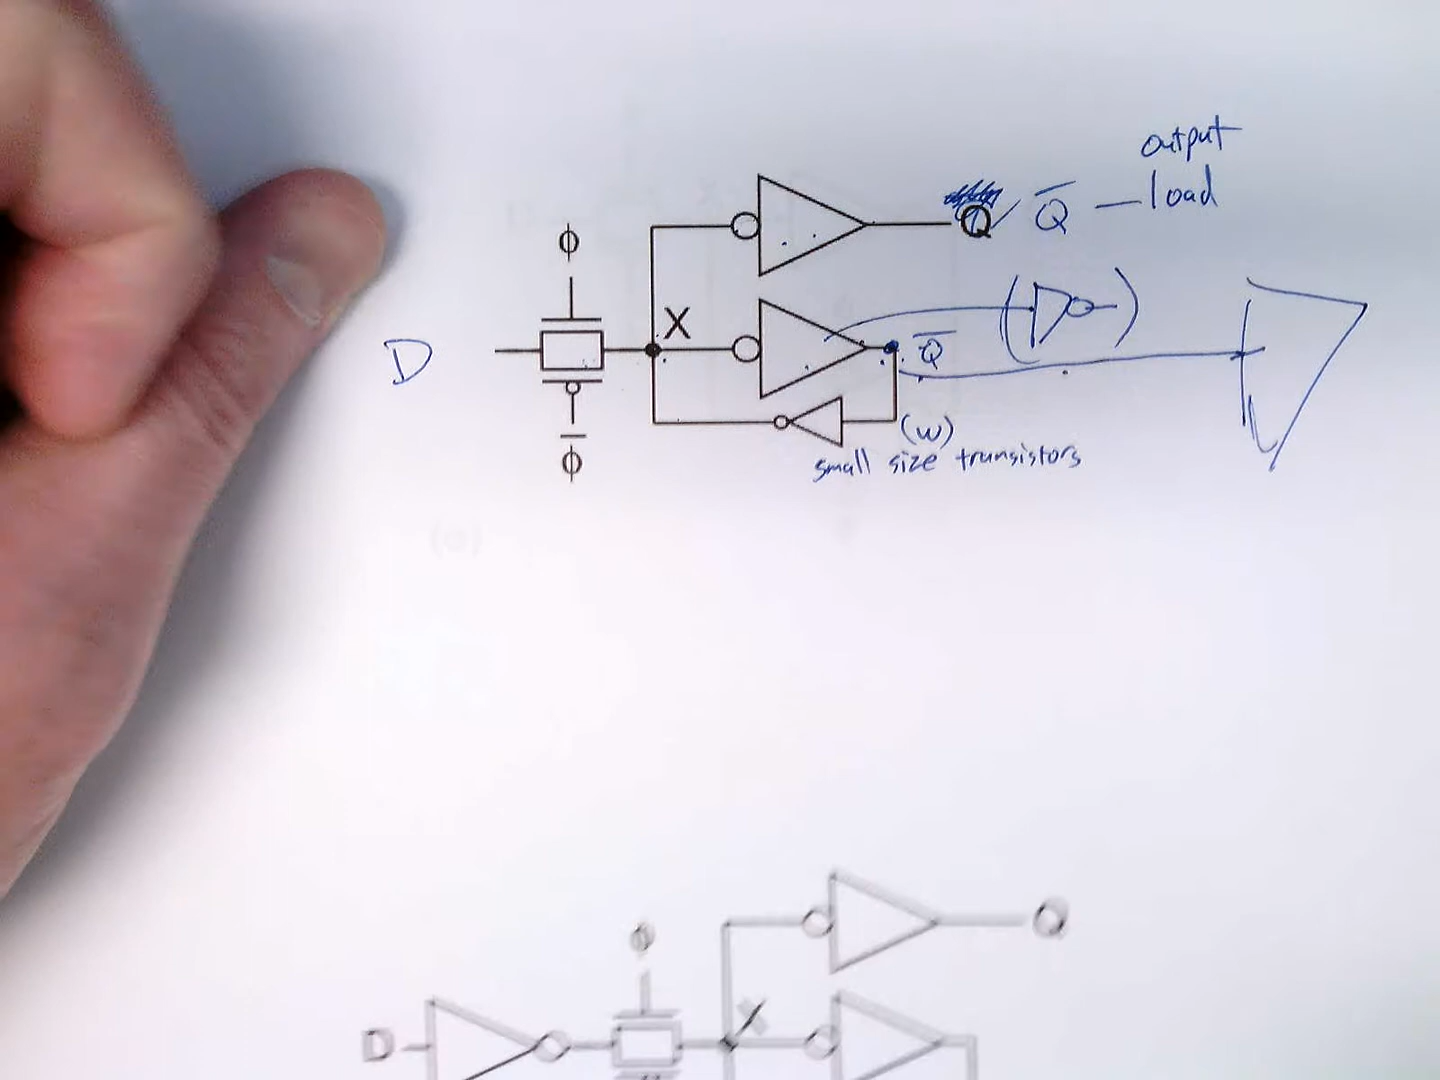 output
Q Q̅ — load
ϕ
X
D
Q̅
(w)
small size transistors
ϕ̅
Q
ϕ
X
D